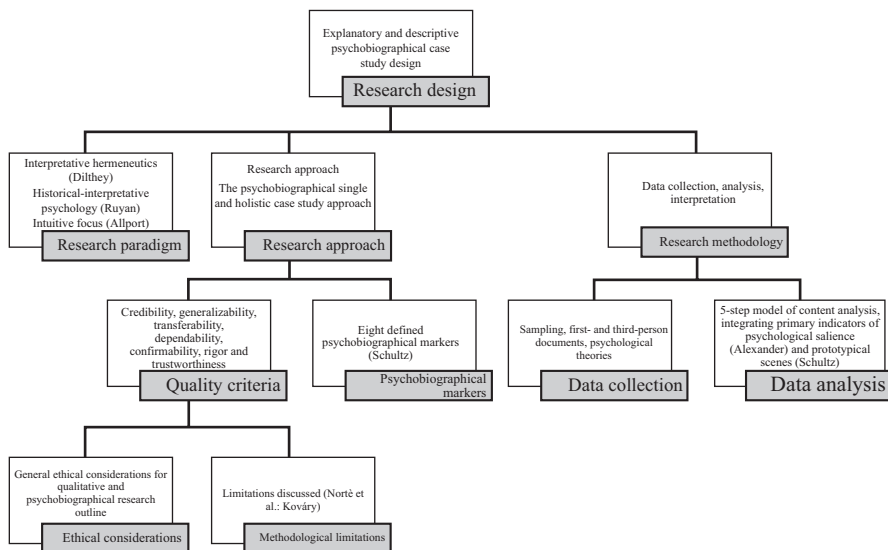 Explanatory and descriptive
psychobiographical case
study design
Research design
Interpretative hermeneutics
(Dilthey)
Historical-interpretative
psychology (Ruyan)
Intuitive focus (Allport)
Research paradigm
Research approach
The psychobiographical single
and holistic case study approach
Research approach
Data collection, analysis,
interpretation
Research methodology
Credibility, generalizability,
transferability,
dependability,
confirmability, rigor and
trustworthiness
Quality criteria
Eight defined
psychobiographical markers
(Schultz)
Psychobiographical
markers
Sampling, first- and third-person
documents, psychological
theories
Data collection
5-step model of content analysis,
integrating primary indicators of
psychological salience
(Alexander) and prototypical
scenes (Schultz)
Data analysis
General ethical considerations for
qualitative and
psychobiographical research
outline
Ethical considerations
Limitations discussed (Nortè et
al.: Kováry)
Methodological limitations